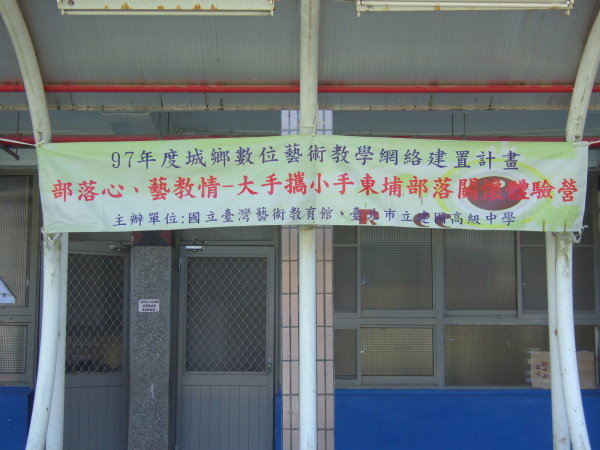 97年度城鄉數位藝術教學網絡建置計畫
部落心、藝教情-大手攜小手東埔部落關懷體驗營
主辦單位:國立臺灣藝術教育館、臺北市立建國高級中學